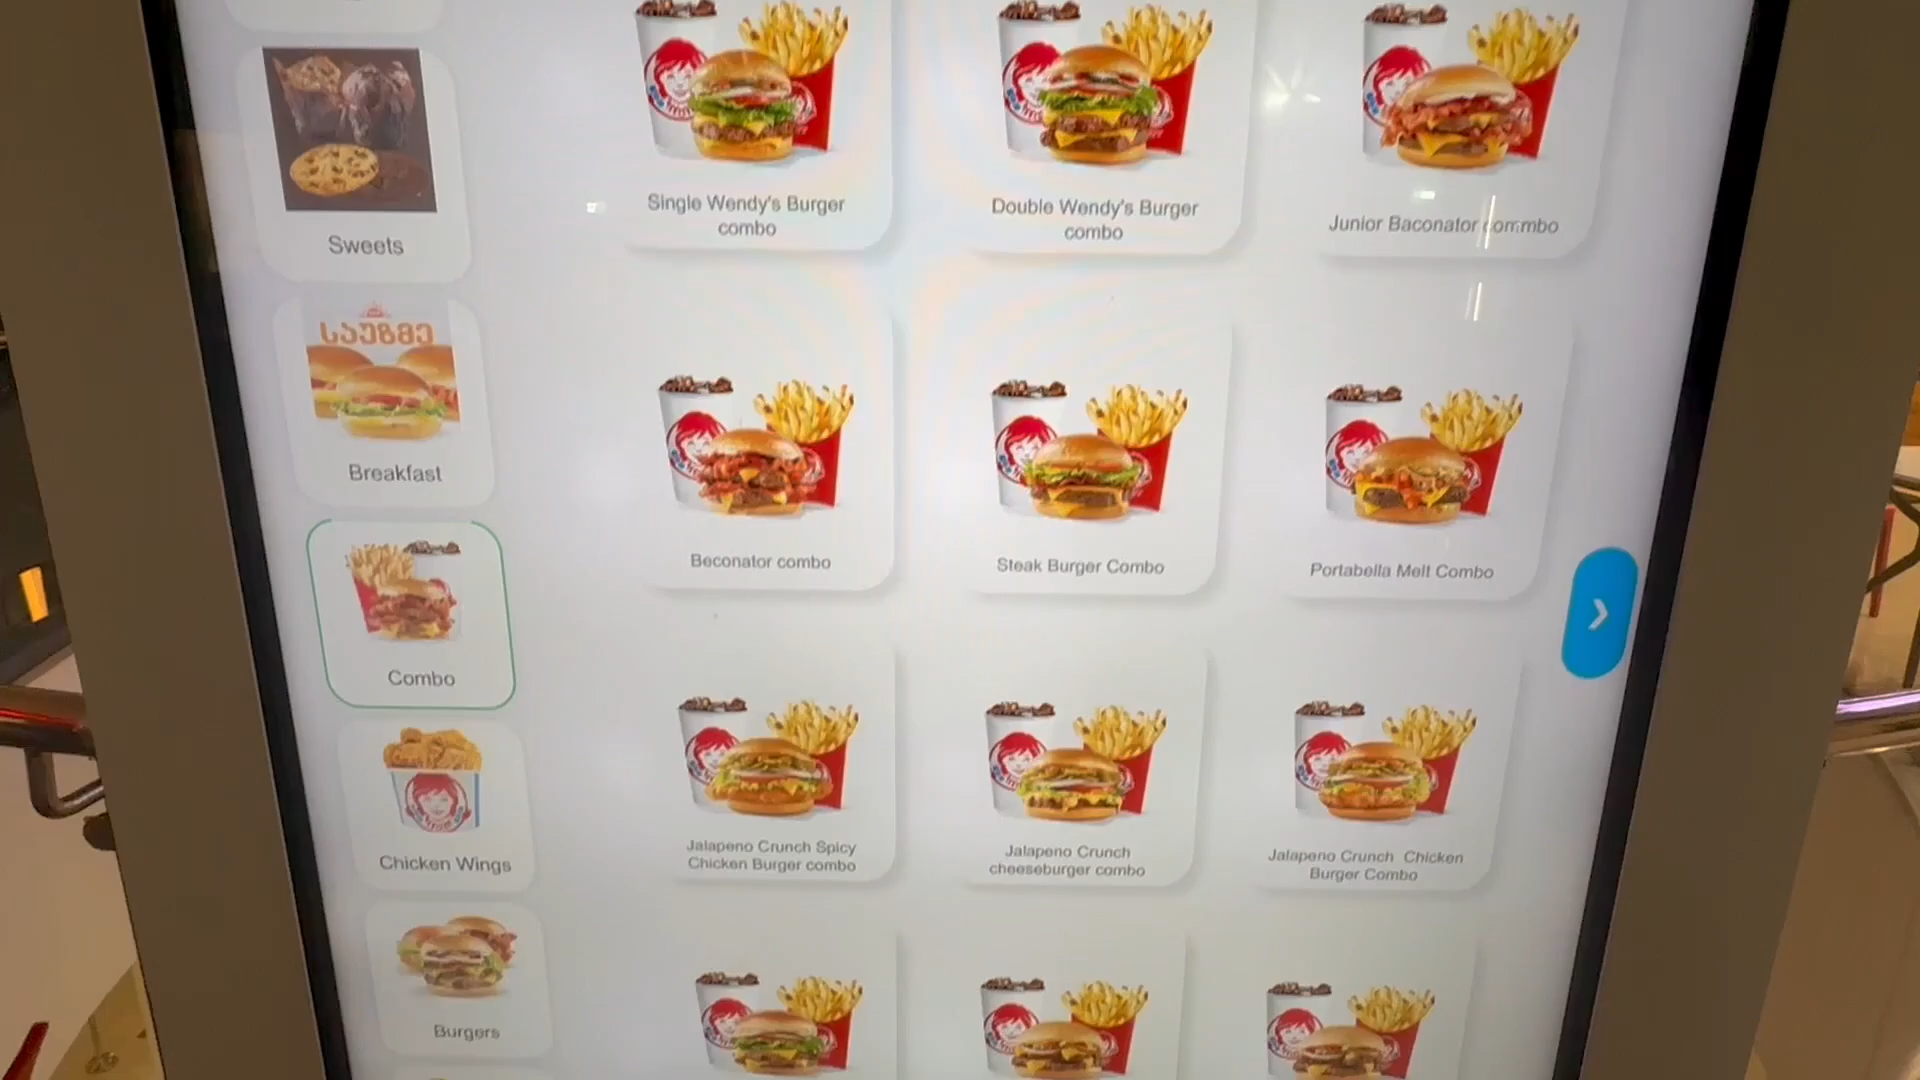 Sweets
საუზმე
Breakfast
Combo
Chicken Wings
Burgers
Single Wendy's Burger
combo
Double Wendy's Burger
combo
Junior Baconator commbo
Beconator combo
Steak Burger Combo
Portabella Melt Combo
Jalapeno Crunch Spicy
Chicken Burger combo
Jalapeno Crunch
cheeseburger combo
Jalapeno Crunch Chicken
Burger Combo